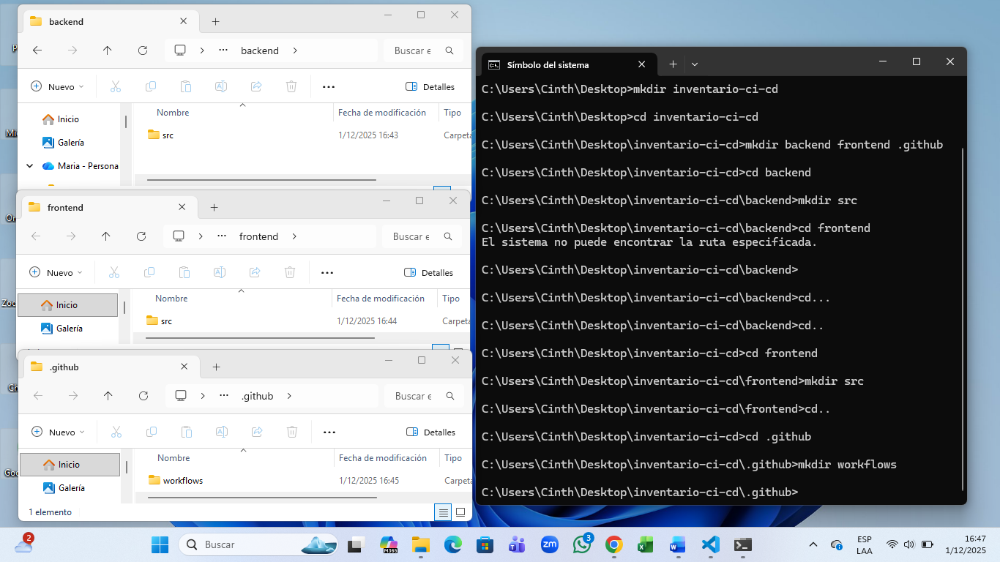 backend
backend
Buscar e
Nuevo
Detalles
Nombre
Fecha de modificación
Tipo
Inicio
src
1/12/2025 16:43
Carpeta
Galería
Maria - Persona
frontend
frontend
Buscar e
Nuevo
Detalles
Nombre
Fecha de modificación
Tipo
Inicio
src
1/12/2025 16:44
Carpeta
Galería
.github
.github
Buscar e
Nuevo
Detalles
Nombre
Fecha de modificación
Tipo
Inicio
workflows
1/12/2025 16:45
Carpeta
Galería
1 elemento
Símbolo del sistema
C:\Users\Cinth\Desktop>mkdir inventario-ci-cd
C:\Users\Cinth\Desktop>cd inventario-ci-cd
C:\Users\Cinth\Desktop\inventario-ci-cd>mkdir backend frontend .github
C:\Users\Cinth\Desktop\inventario-ci-cd>cd backend
C:\Users\Cinth\Desktop\inventario-ci-cd\backend>mkdir src
C:\Users\Cinth\Desktop\inventario-ci-cd\backend>cd frontend
El sistema no puede encontrar la ruta especificada.
C:\Users\Cinth\Desktop\inventario-ci-cd\backend>
C:\Users\Cinth\Desktop\inventario-ci-cd\backend>cd...
C:\Users\Cinth\Desktop\inventario-ci-cd\backend>cd..
C:\Users\Cinth\Desktop\inventario-ci-cd>cd frontend
C:\Users\Cinth\Desktop\inventario-ci-cd\frontend>mkdir src
C:\Users\Cinth\Desktop\inventario-ci-cd\frontend>cd..
C:\Users\Cinth\Desktop\inventario-ci-cd>cd .github
C:\Users\Cinth\Desktop\inventario-ci-cd\.github>mkdir workflows
C:\Users\Cinth\Desktop\inventario-ci-cd\.github>
2
Buscar
M365
zm
3
ESP
LAA
16:47
1/12/2025